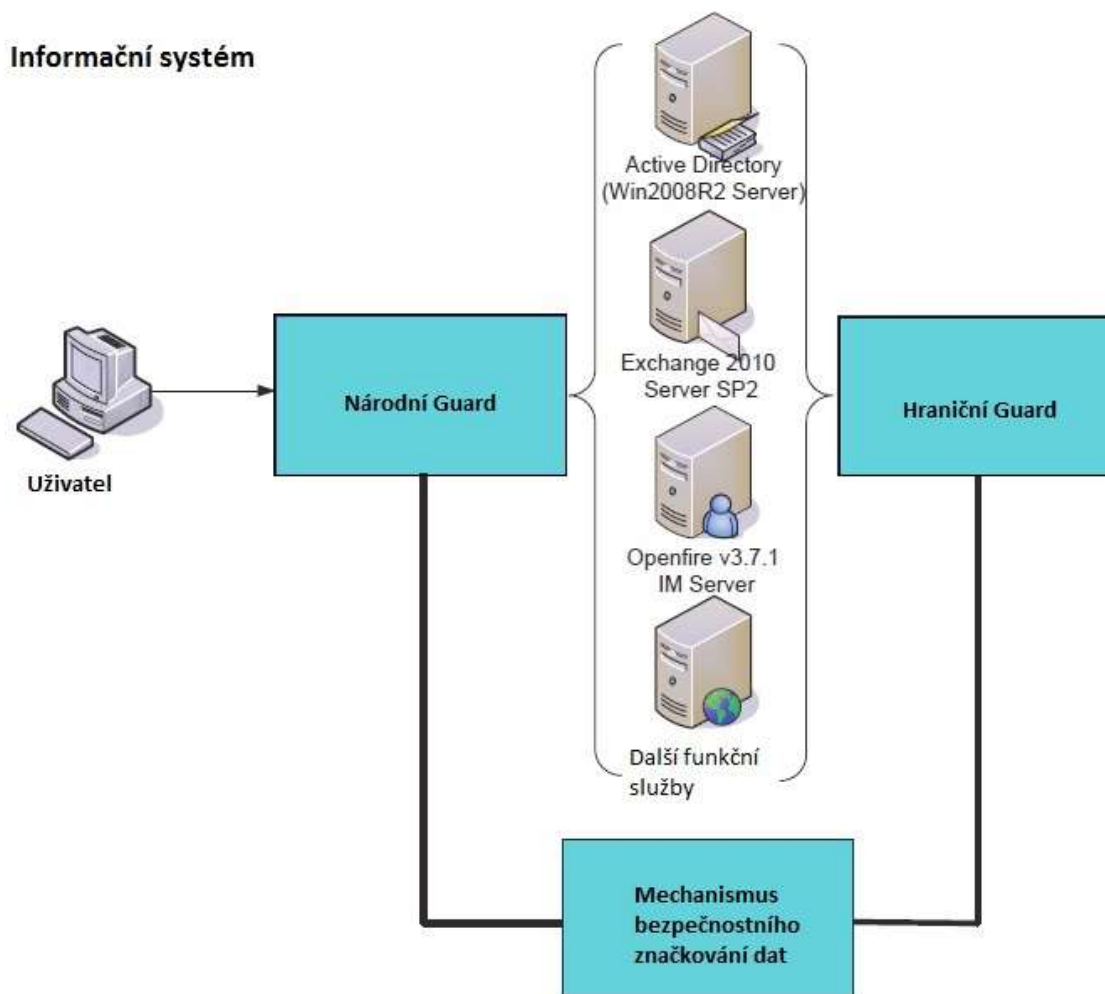 Informační systém
Active Directory
(Win2008R2 Server)
Exchange 2010
Server SP2
Národní Guard
Hraniční Guard
Uživatel
Openfire v3.7.1
IM Server
Další funkční
služby
Mechanismus
bezpečnostního
značkování dat